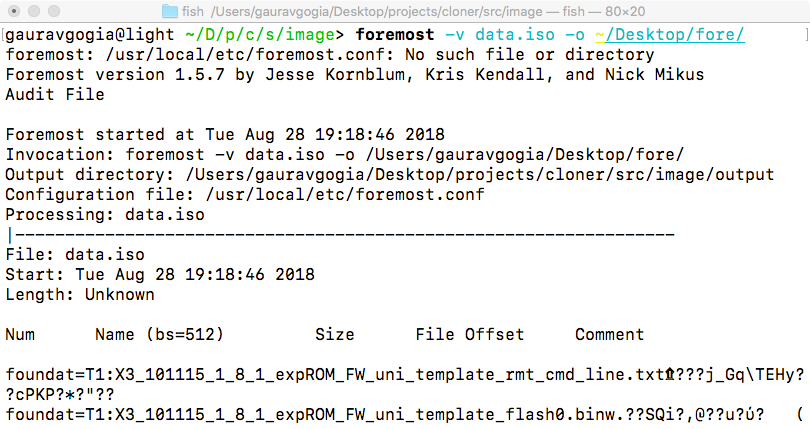 fish /Users/gauravgogia/Desktop/projects/cloner/src/image — fish — 80×20
gauravgogia@light ~/D/p/c/s/image> foremost -v data.iso -o ~/Desktop/fore/
foremost: /usr/local/etc/foremost.conf: No such file or directory
Foremost version 1.5.7 by Jesse Kornblum, Kris Kendall, and Nick Mikus
Audit File
Foremost started at Tue Aug 28 19:18:46 2018
Invocation: foremost -v data.iso -o /Users/gauravgogia/Desktop/fore/
Output directory: /Users/gauravgogia/Desktop/projects/cloner/src/image/output
Configuration file: /usr/local/etc/foremost.conf
Processing: data.iso
|------------------------------------------------------------------
File: data.iso
Start: Tue Aug 28 19:18:46 2018
Length: Unknown
Num Name (bs=512) Size File Offset Comment
foundat=T1:X3_101115_1_8_1_expROM_FW_uni_template_rmt_cmd_line.txt???j_Gq\TEHy?
?cPKP?*?"??
foundat=T1:X3_101115_1_8_1_expROM_FW_uni_template_flash0.binw.??SQi?,@??u?ύ? (